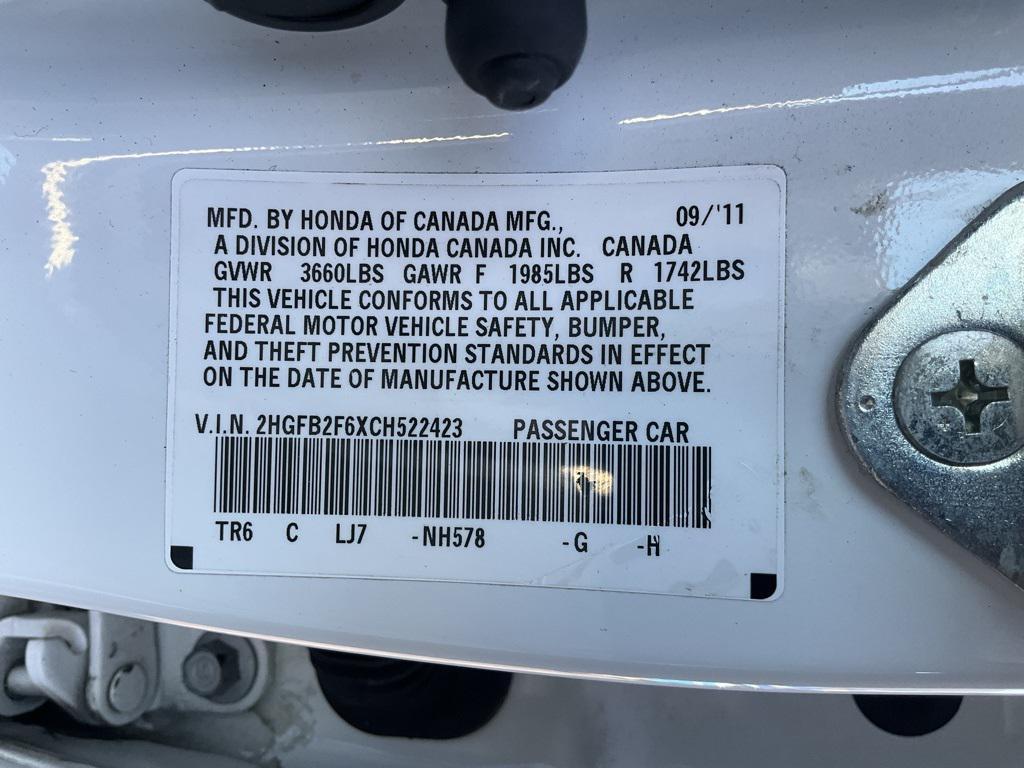 MFD. BY HONDA OF CANADA MFG., 09/'11
A DIVISION OF HONDA CANADA INC. CANADA
GVWR 3660LBS GAWR F 1985LBS R 1742LBS
THIS VEHICLE CONFORMS TO ALL APPLICABLE
FEDERAL MOTOR VEHICLE SAFETY, BUMPER,
AND THEFT PREVENTION STANDARDS IN EFFECT
ON THE DATE OF MANUFACTURE SHOWN ABOVE.
V.I.N. 2HGFB2F6XCH522423 PASSENGER CAR
TR6 C LJ7 -NH578 -G -H